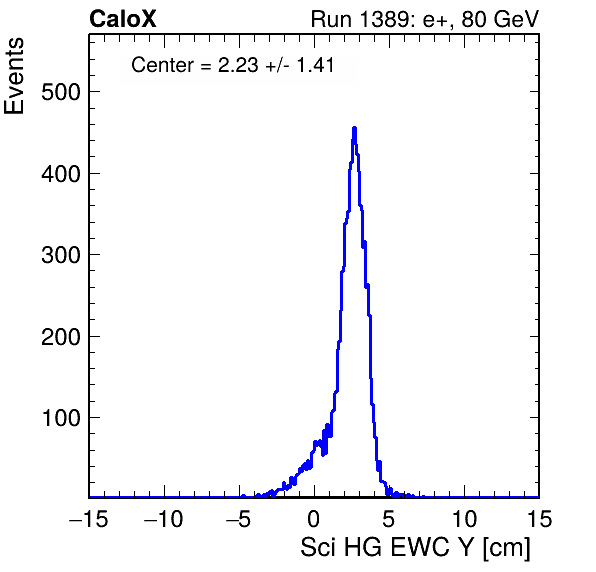 CaloX Run 1389: e+, 80 GeV
Center = 2.23 +/- 1.41
Events
500
400
300
200
100
−15 −10 −5 0 5 10 15
Sci HG EWC Y [cm]